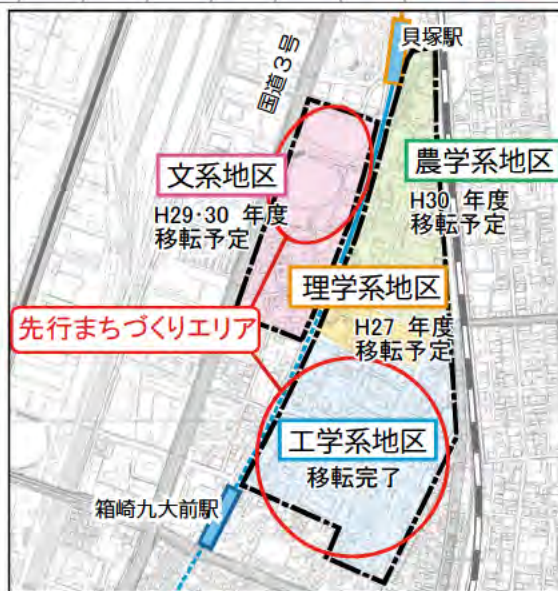 貝塚駅
国道3号
文系地区
H29･30 年度
移転予定
農学系地区
H30 年度
移転予定
理学系地区
H27 年度
移転予定
先行まちづくりエリア
工学系地区
移転完了
箱崎九大前駅